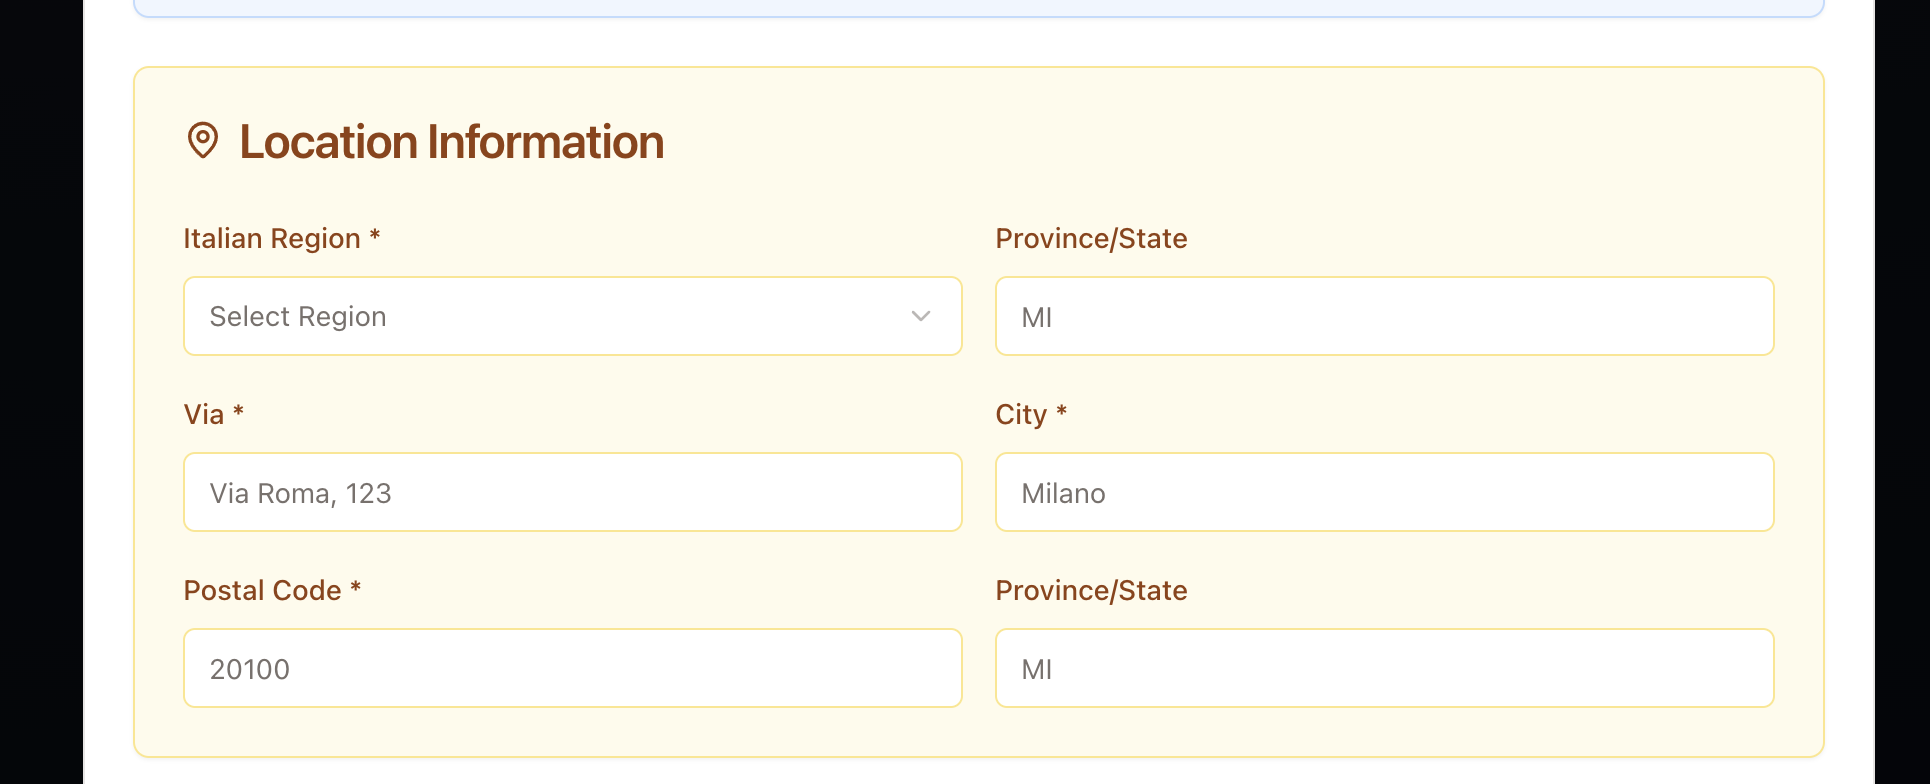 Location Information
Italian Region *
Province/State
Select Region
MI
Via *
City *
Via Roma, 123
Milano
Postal Code *
Province/State
20100
MI